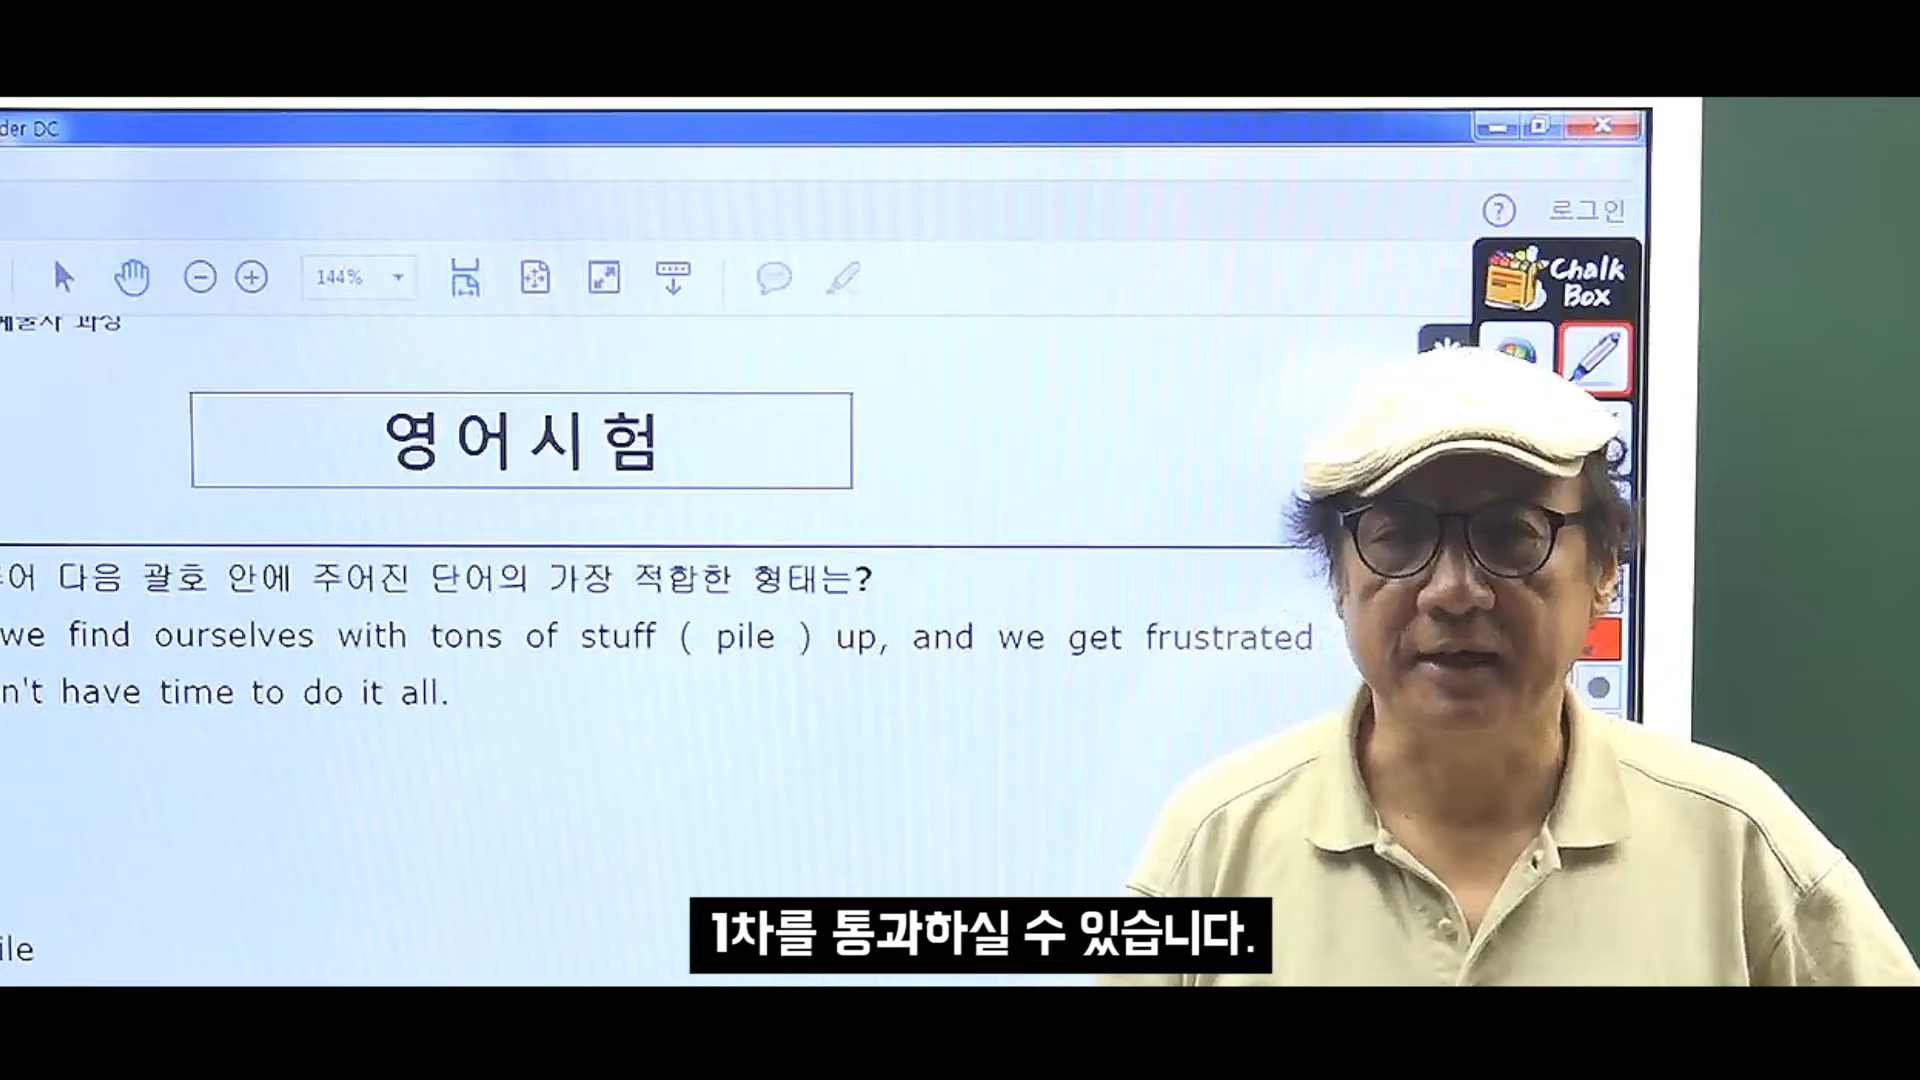 der DC
로그인
144%
Chalk
Box
영어시험
어 다음 괄호 안에 주어진 단어의 가장 적합한 형태는?
we find ourselves with tons of stuff ( pile ) up, and we get frustrated
n't have time to do it all.
ile
1차를 통과하실 수 있습니다.